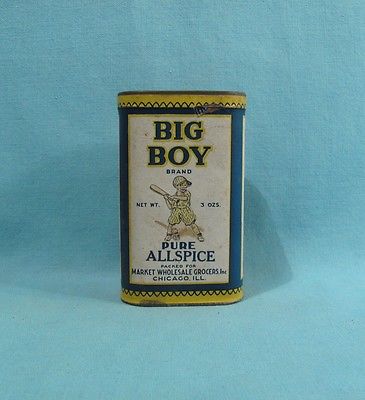 BIG
BOY
BRAND
NET WT. 3 OZS.
PURE
ALLSPICE
PACKED FOR
MARKET WHOLESALE GROCERS, Inc
CHICAGO, ILL.